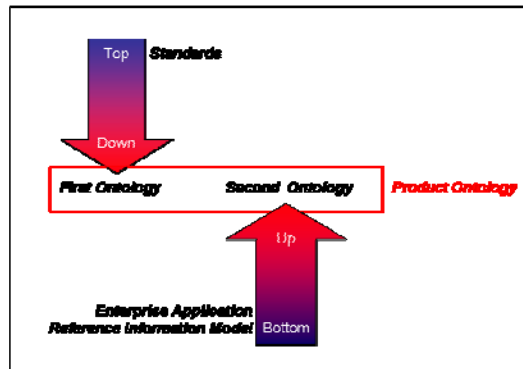 Top Standards
Down
First Ontology Second Ontology Product Ontology
Up
Enterprise Application
Reference Information Model Bottom